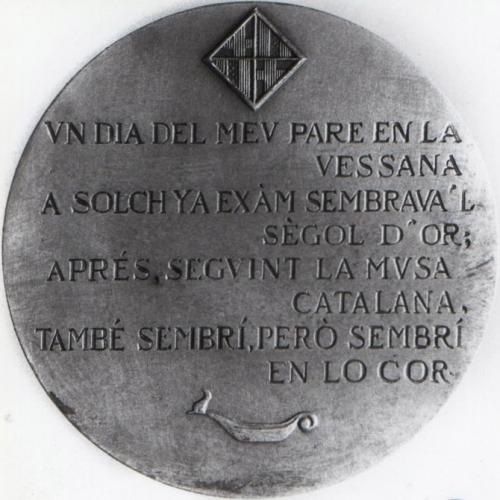 VN DIA DEL MEV PARE EN LA
VESSANA
A SOLCH Y A EXÀM SEMBRAVA'L
SÈGOL D'OR;
APRÉS, SEGVINT LA MVSA
CATALANA,
TAMBÉ SEMBRÍ, PERÒ SEMBRÍ
EN LO COR.